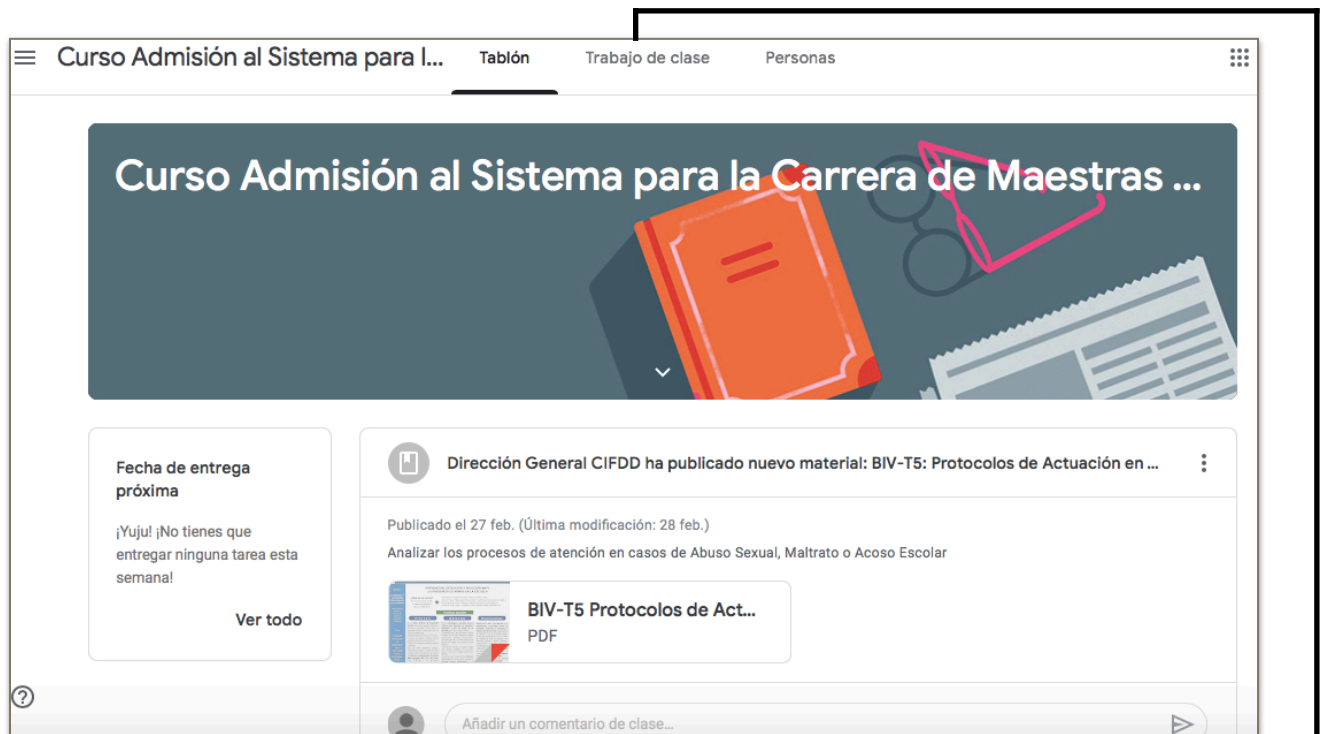 Curso Admisión al Sistema para l...
Tablón
Trabajo de clase
Personas
Curso Admisión al Sistema para la Carrera de Maestras ...
Fecha de entrega
próxima
¡Yuju! ¡No tienes que
entregar ninguna tarea esta
semana!
Ver todo
Dirección General CIFDD ha publicado nuevo material: BIV-T5: Protocolos de Actuación en ...
Publicado el 27 feb. (Última modificación: 28 feb.)
Analizar los procesos de atención en casos de Abuso Sexual, Maltrato o Acoso Escolar
BIV-T5 Protocolos de Act...
PDF
Añadir un comentario de clase...